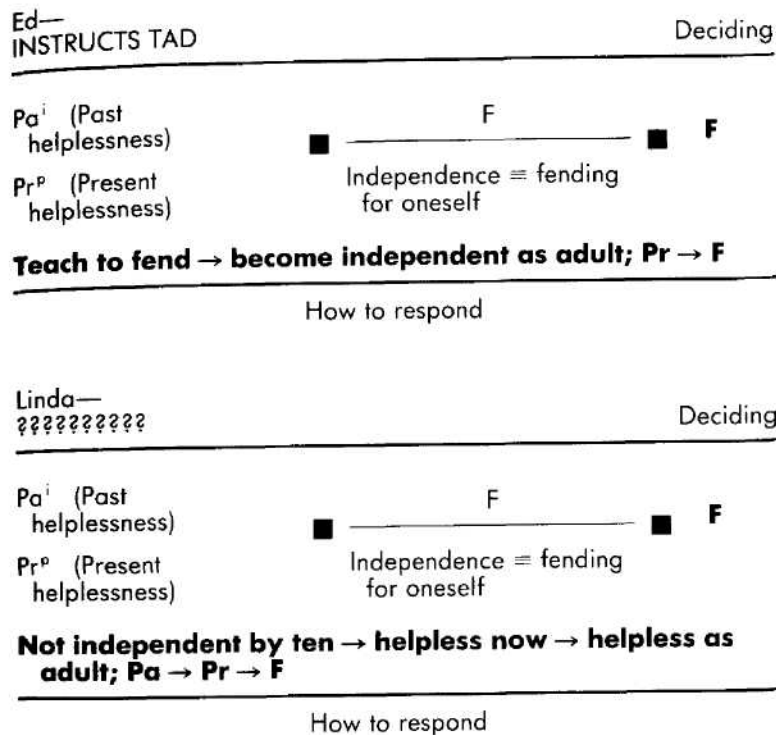 Ed—
INSTRUCTS TAD
Deciding
Paⁱ (Past
helplessness)
F
■ ■ F
Prᵖ (Present
helplessness)
Independence ≡ fending
for oneself
Teach to fend → become independent as adult; Pr → F
How to respond
Linda—
??????????
Deciding
Paⁱ (Past
helplessness)
F
■ ■ F
Prᵖ (Present
helplessness)
Independence ≡ fending
for oneself
Not independent by ten → helpless now → helpless as
adult; Pa → Pr → F
How to respond